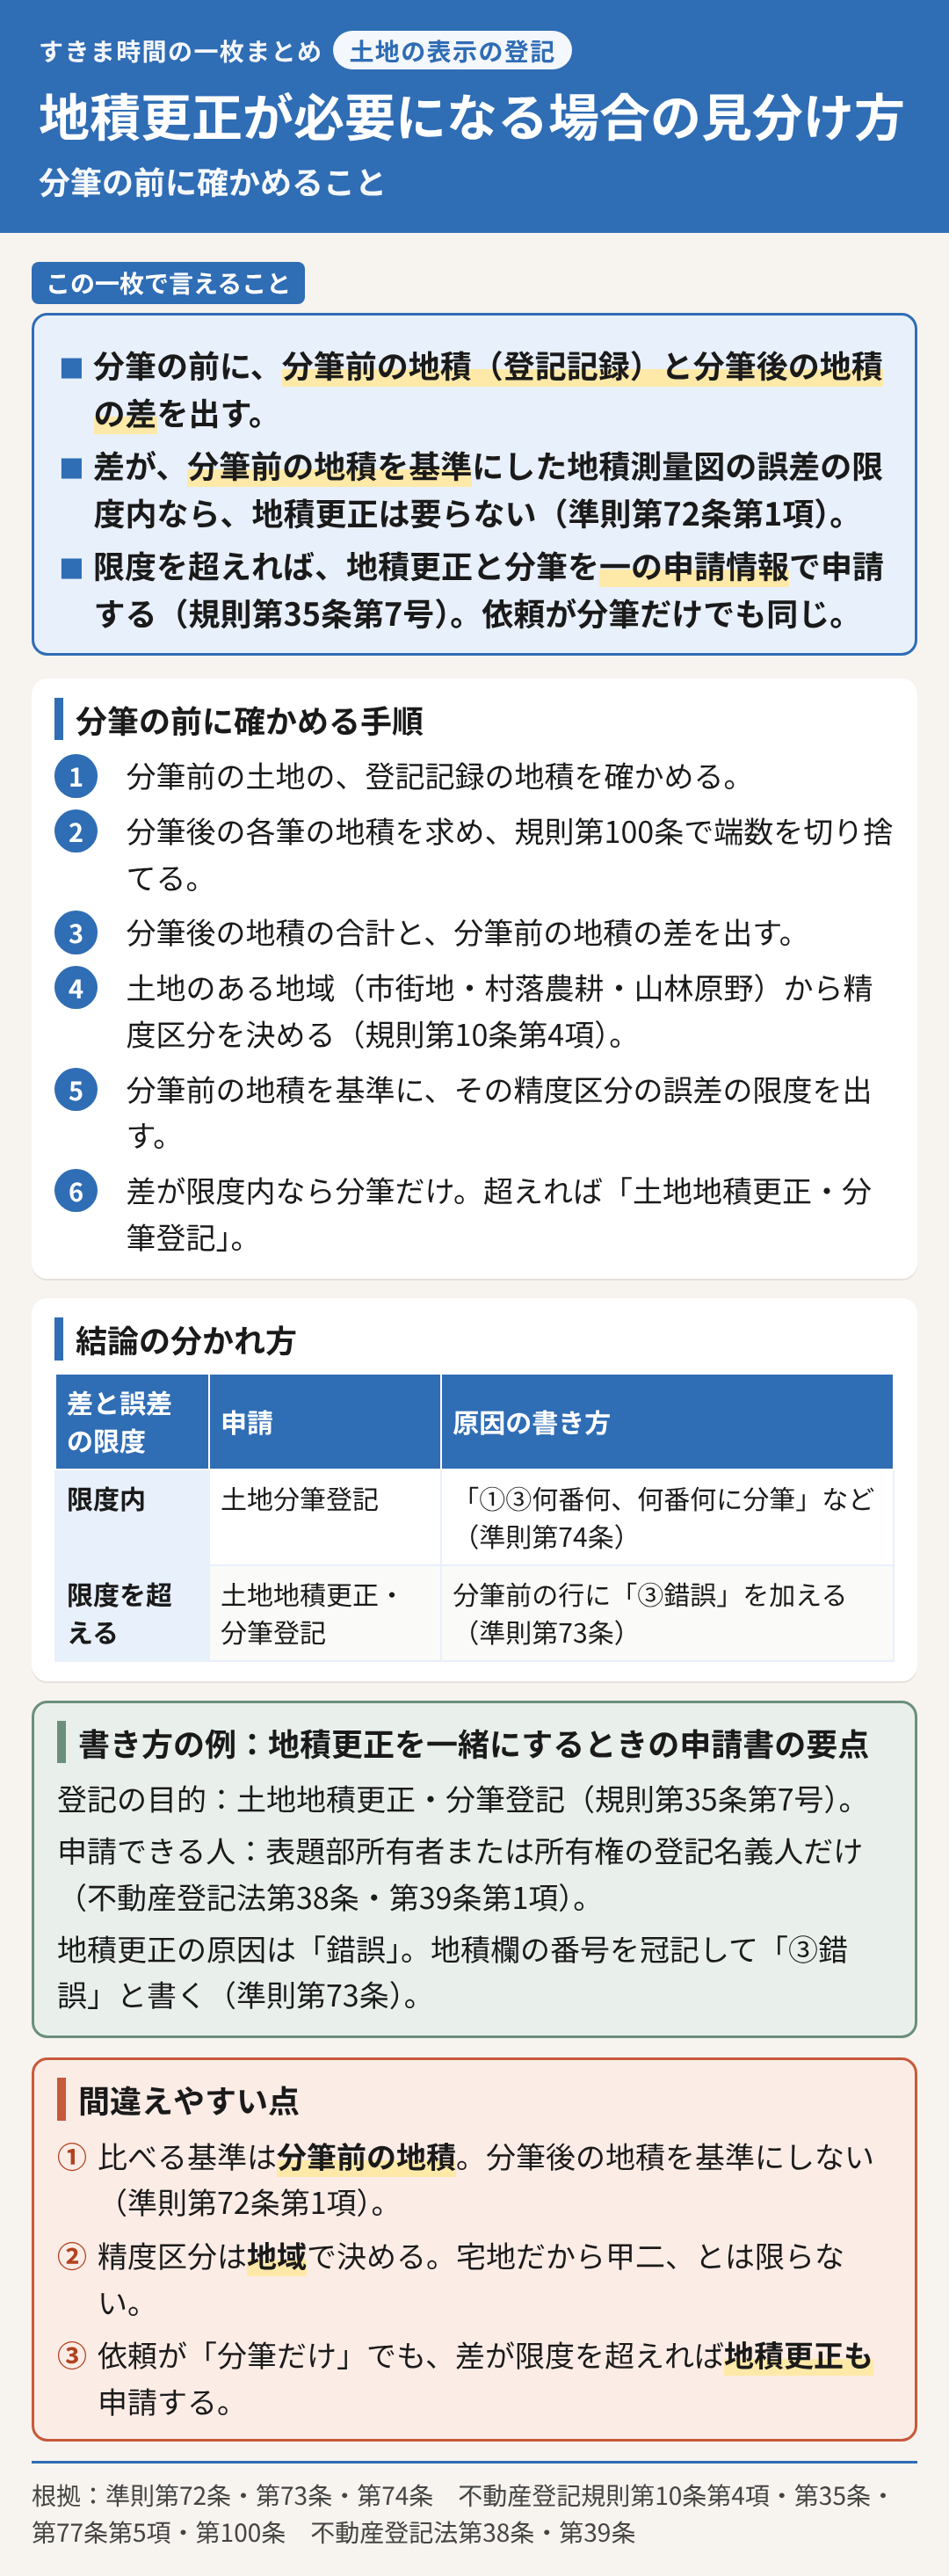 すきま時間の一枚まとめ 土地の表示の登記
地積更正が必要になる場合の見分け方
分筆の前に確かめること
この一枚で言えること
■ 分筆の前に、分筆前の地積（登記記録）と分筆後の地積
の差を出す。
■ 差が、分筆前の地積を基準にした地積測量図の誤差の限
度内なら、地積更正は要らない（準則第72条第1項）。
■ 限度を超えれば、地積更正と分筆を一の申請情報で申請
する（規則第35条第7号）。依頼が分筆だけでも同じ。
分筆の前に確かめる手順
1 分筆前の土地の、登記記録の地積を確かめる。
2 分筆後の各筆の地積を求め、規則第100条で端数を切り捨
てる。
3 分筆後の地積の合計と、分筆前の地積の差を出す。
4 土地のある地域（市街地・村落農耕・山林原野）から精
度区分を決める（規則第10条第4項）。
5 分筆前の地積を基準に、その精度区分の誤差の限度を出
す。
6 差が限度内なら分筆だけ。超えれば「土地地積更正・分
筆登記」。
結論の分かれ方
差と誤差
の限度
申請
原因の書き方
限度内
土地分筆登記
「①③何番何、何番何に分筆」など
（準則第74条）
限度を超
える
土地地積更正・
分筆登記
分筆前の行に「③錯誤」を加える
（準則第73条）
書き方の例：地積更正を一緒にするときの申請書の要点
登記の目的：土地地積更正・分筆登記（規則第35条第7号）。
申請できる人：表題部所有者または所有権の登記名義人だけ
（不動産登記法第38条・第39条第1項）。
地積更正の原因は「錯誤」。地積欄の番号を冠記して「③錯
誤」と書く（準則第73条）。
間違えやすい点
① 比べる基準は分筆前の地積。分筆後の地積を基準にしない
（準則第72条第1項）。
② 精度区分は地域で決める。宅地だから甲二、とは限らな
い。
③ 依頼が「分筆だけ」でも、差が限度を超えれば地積更正も
申請する。
根拠：準則第72条・第73条・第74条　不動産登記規則第10条第4項・第35条・
第77条第5項・第100条　不動産登記法第38条・第39条